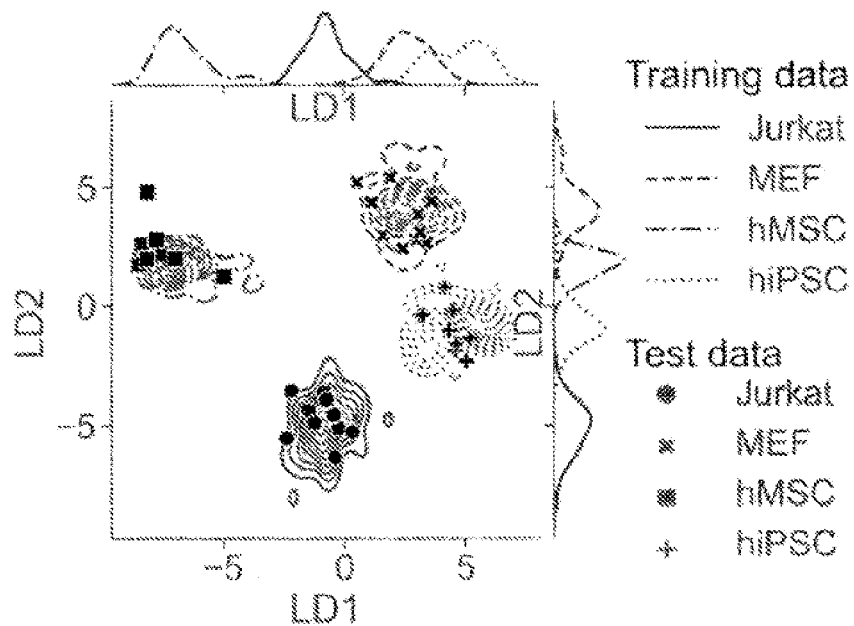 LD1
Training data
Jurkat
MEF
hMSC
hiPSC
5
0
−5
LD2
LD2
Test data
Jurkat
MEF
hMSC
hiPSC
−5
0
5
LD1